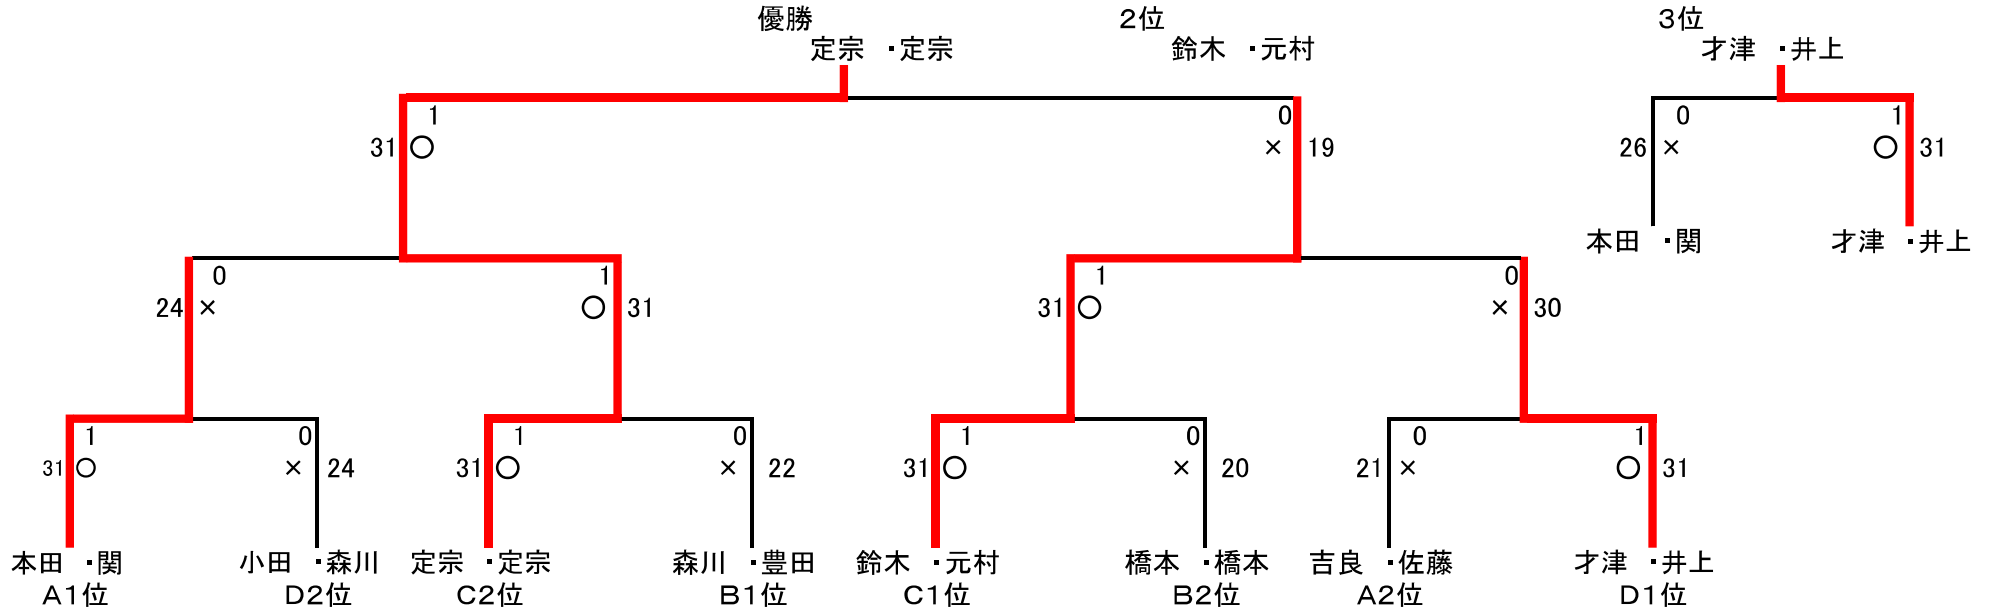 優勝 ２位 ３位
定宗 ・定宗 鈴木 ・元村 才津 ・井上
1 0 0 1
31 ○ × 19 26 × ○ 31
本田 ・関 才津 ・井上
0 1 1 0
24 × ○ 31 31 ○ × 30
1 0 1 0 1 0 0 1
31 ○ × 24 31 ○ × 22 31 ○ × 20 21 × ○ 31
本田 ・関 小田 ・森川 定宗 ・定宗 森川 ・豊田 鈴木 ・元村 橋本 ・橋本 吉良 ・佐藤 才津 ・井上
Ａ１位 Ｄ２位 Ｃ２位 Ｂ１位 Ｃ１位 Ｂ２位 Ａ２位 Ｄ１位